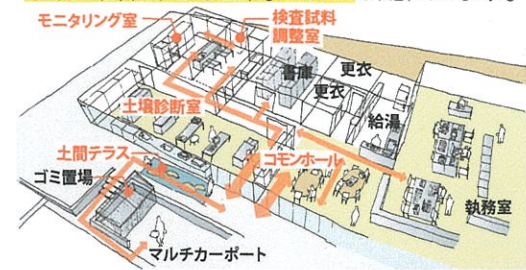 モニタリング室
検査試料
調整室
書庫
更衣
更衣
土壌診断室
給湯
土間テラス
コモンホール
ゴミ置場
執務室
マルチカーポート